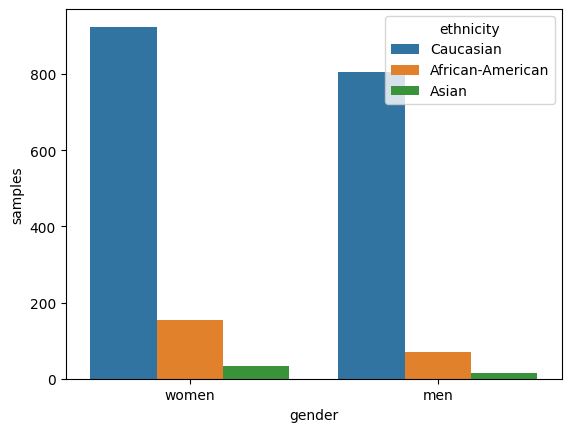 ethnicity
Caucasian
African-American
Asian
800
600
400
200
0
samples
women men
gender